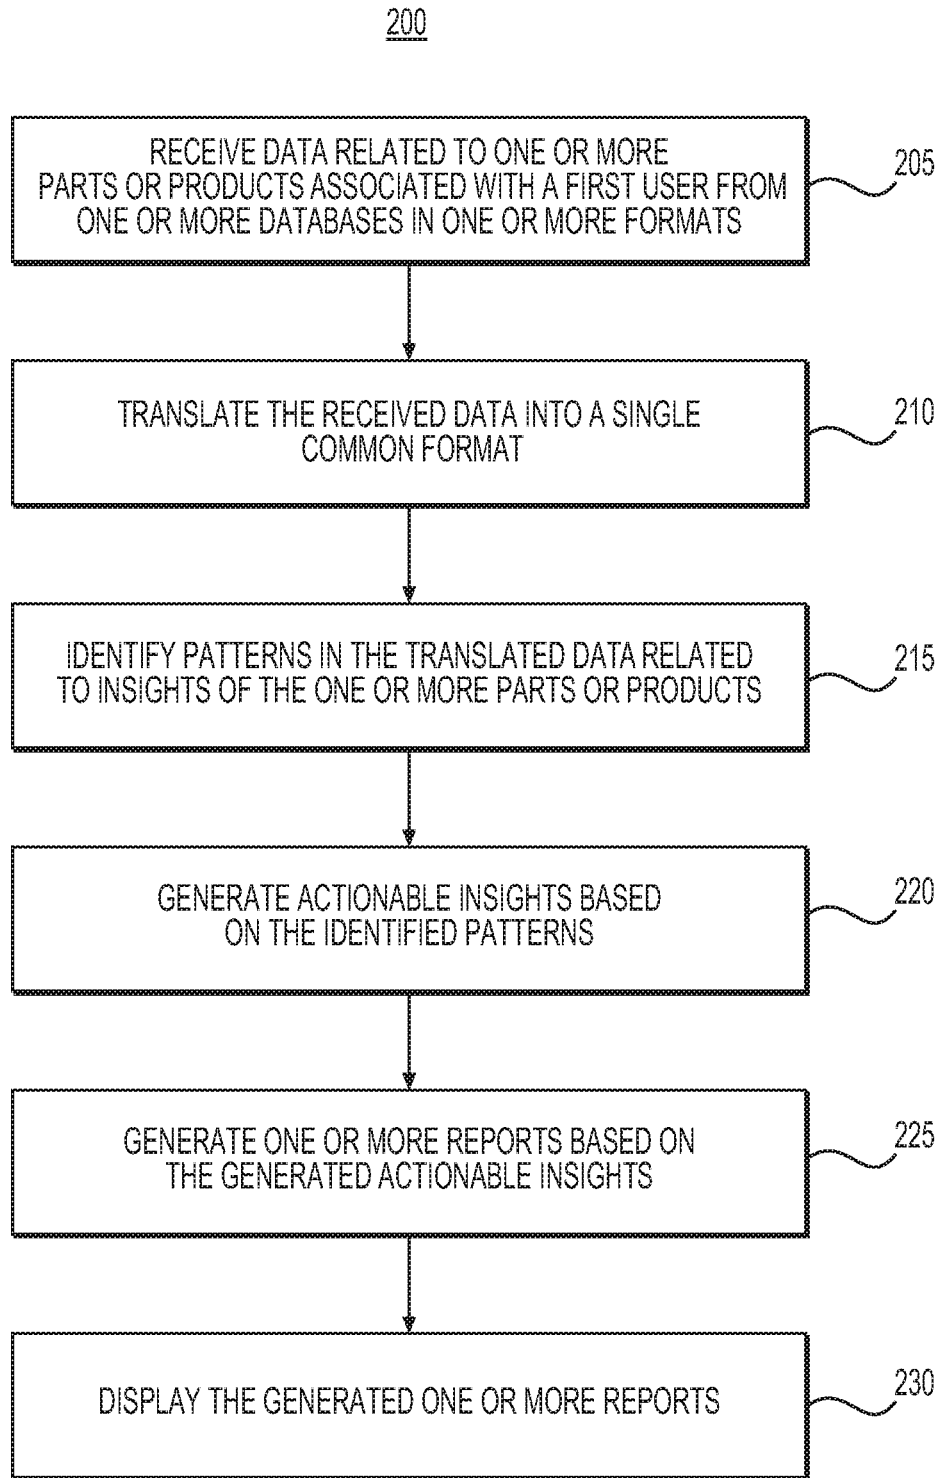 200
RECEIVE DATA RELATED TO ONE OR MORE
PARTS OR PRODUCTS ASSOCIATED WITH A FIRST USER FROM
ONE OR MORE DATABASES IN ONE OR MORE FORMATS
205
TRANSLATE THE RECEIVED DATA INTO A SINGLE
COMMON FORMAT
210
IDENTIFY PATTERNS IN THE TRANSLATED DATA RELATED
TO INSIGHTS OF THE ONE OR MORE PARTS OR PRODUCTS
215
GENERATE ACTIONABLE INSIGHTS BASED
ON THE IDENTIFIED PATTERNS
220
GENERATE ONE OR MORE REPORTS BASED ON
THE GENERATED ACTIONABLE INSIGHTS
225
DISPLAY THE GENERATED ONE OR MORE REPORTS
230